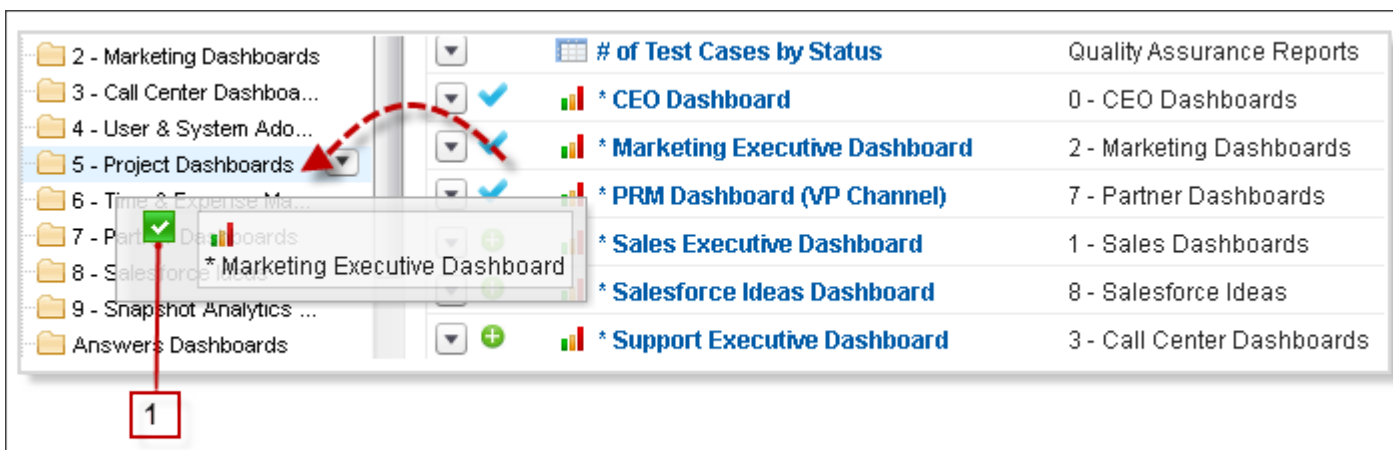 2 - Marketing Dashboards
# of Test Cases by Status Quality Assurance Reports
3 - Call Center Dashboa...
* CEO Dashboard 0 - CEO Dashboards
4 - User & System Ado...
* Marketing Executive Dashboard 2 - Marketing Dashboards
5 - Project Dashboards
* PRM Dashboard (VP Channel) 7 - Partner Dashboards
6 - Time & Expense Ma...
* Sales Executive Dashboard 1 - Sales Dashboards
7 - Partner Dashboards
* Marketing Executive Dashboard
8 - Salesforce Ideas
* Salesforce Ideas Dashboard 8 - Salesforce Ideas
9 - Snapshot Analytics ...
* Support Executive Dashboard 3 - Call Center Dashboards
Answers Dashboards
1